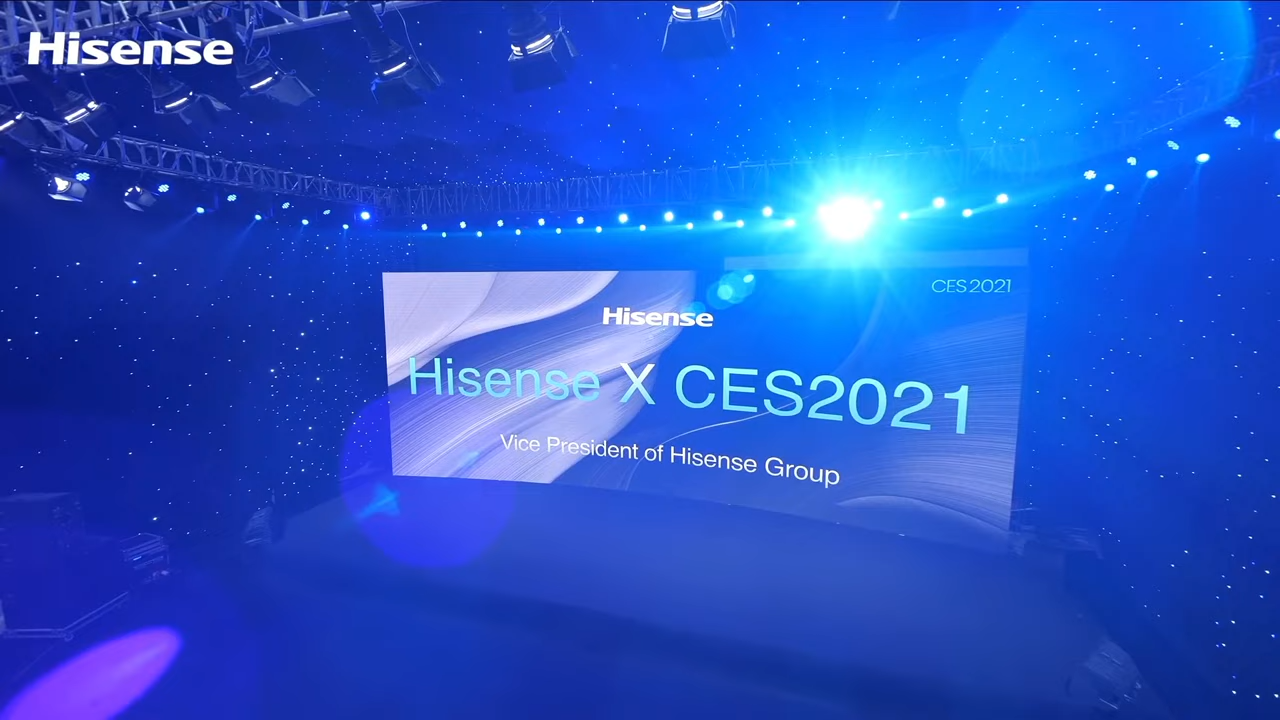 Hisense
CES2021
Hisense
Hisense X CES2021
Vice President of Hisense Group